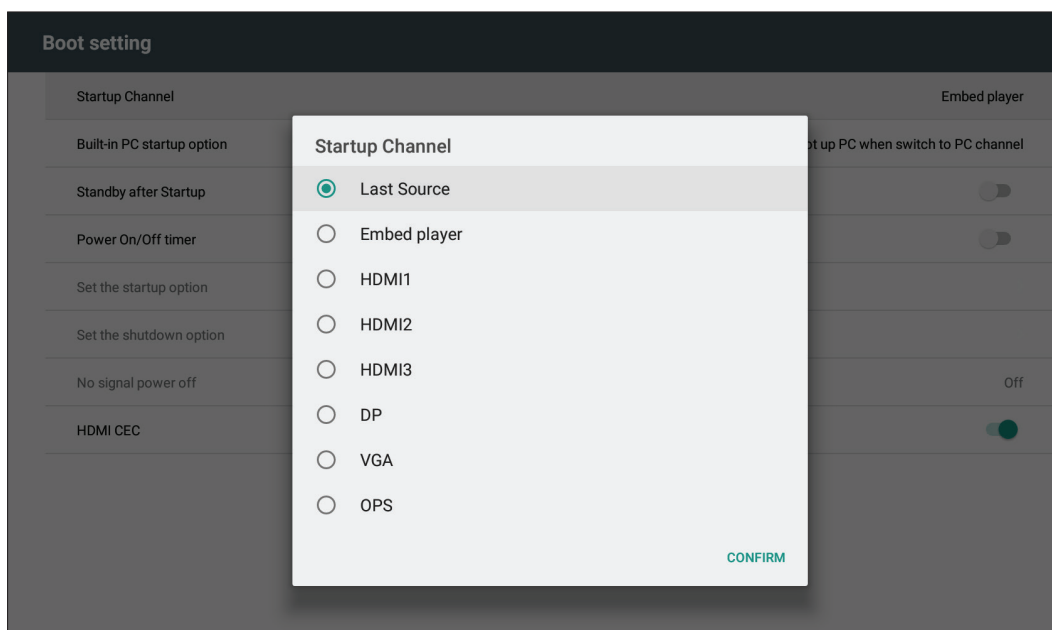 Boot setting
Startup Channel
Embed player
Built-in PC startup option
ot up PC when switch to PC channel
Standby after Startup
Power On/Off timer
Set the startup option
Set the shutdown option
No signal power off
Off
HDMI CEC
Startup Channel
Last Source
Embed player
HDMI1
HDMI2
HDMI3
DP
VGA
OPS
CONFIRM